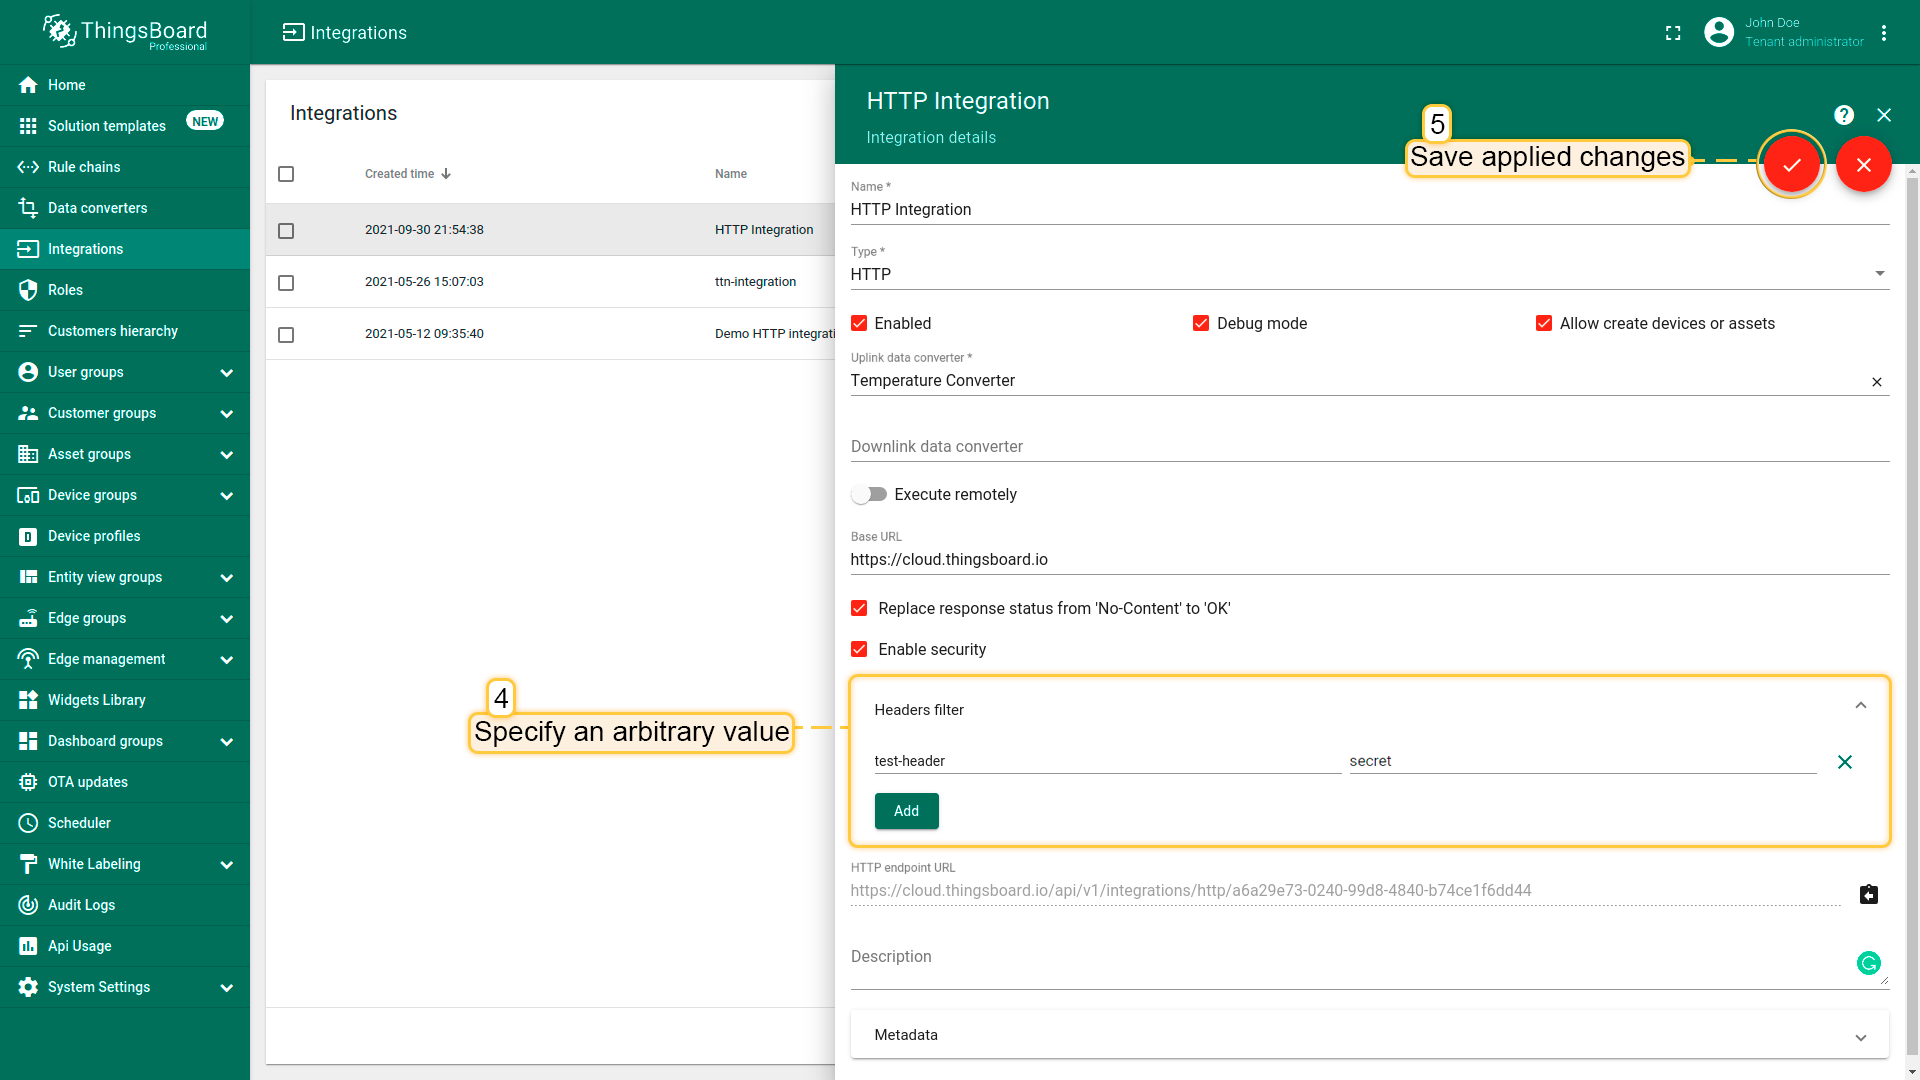 ThingsBoard
Professional
Integrations
John Doe
Tenant administrator
Home
Solution templates NEW
Rule chains
Data converters
Integrations
Roles
Customers hierarchy
User groups
Customer groups
Asset groups
Device groups
Device profiles
Entity view groups
Edge groups
Edge management
Widgets Library
Dashboard groups
OTA updates
Scheduler
White Labeling
Audit Logs
Api Usage
System Settings
Integrations
Created time Name
2021-09-30 21:54:38 HTTP Integration
2021-05-26 15:07:03 ttn-integration
2021-05-12 09:35:40 Demo HTTP integrati
4
Specify an arbitrary value
HTTP Integration
Integration details
5
Save applied changes
Name *
HTTP Integration
Type *
HTTP
Enabled Debug mode Allow create devices or assets
Uplink data converter *
Temperature Converter
Downlink data converter
Execute remotely
Base URL
https://cloud.thingsboard.io
Replace response status from 'No-Content' to 'OK'
Enable security
Headers filter
test-header secret
Add
HTTP endpoint URL
https://cloud.thingsboard.io/api/v1/integrations/http/a6a29e73-0240-99d8-4840-b74ce1f6dd44
Description
Metadata